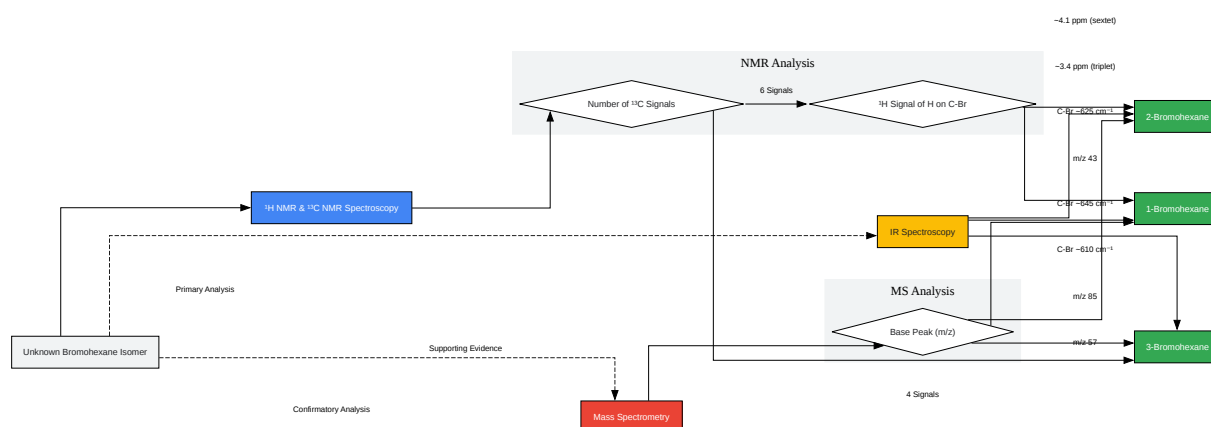 ~4.1 ppm (sextet)
NMR Analysis
~3.4 ppm (triplet)
6 Signals
Number of ¹³C Signals
¹H Signal of H on C-Br
C-Br ~625 cm⁻¹
2-Bromohexane
m/z 43
¹H NMR & ¹³C NMR Spectroscopy
C-Br ~645 cm⁻¹
1-Bromohexane
IR Spectroscopy
C-Br ~610 cm⁻¹
Primary Analysis
MS Analysis
m/z 85
Base Peak (m/z)
m/z 57
3-Bromohexane
Unknown Bromohexane Isomer
Supporting Evidence
4 Signals
Confirmatory Analysis
Mass Spectrometry